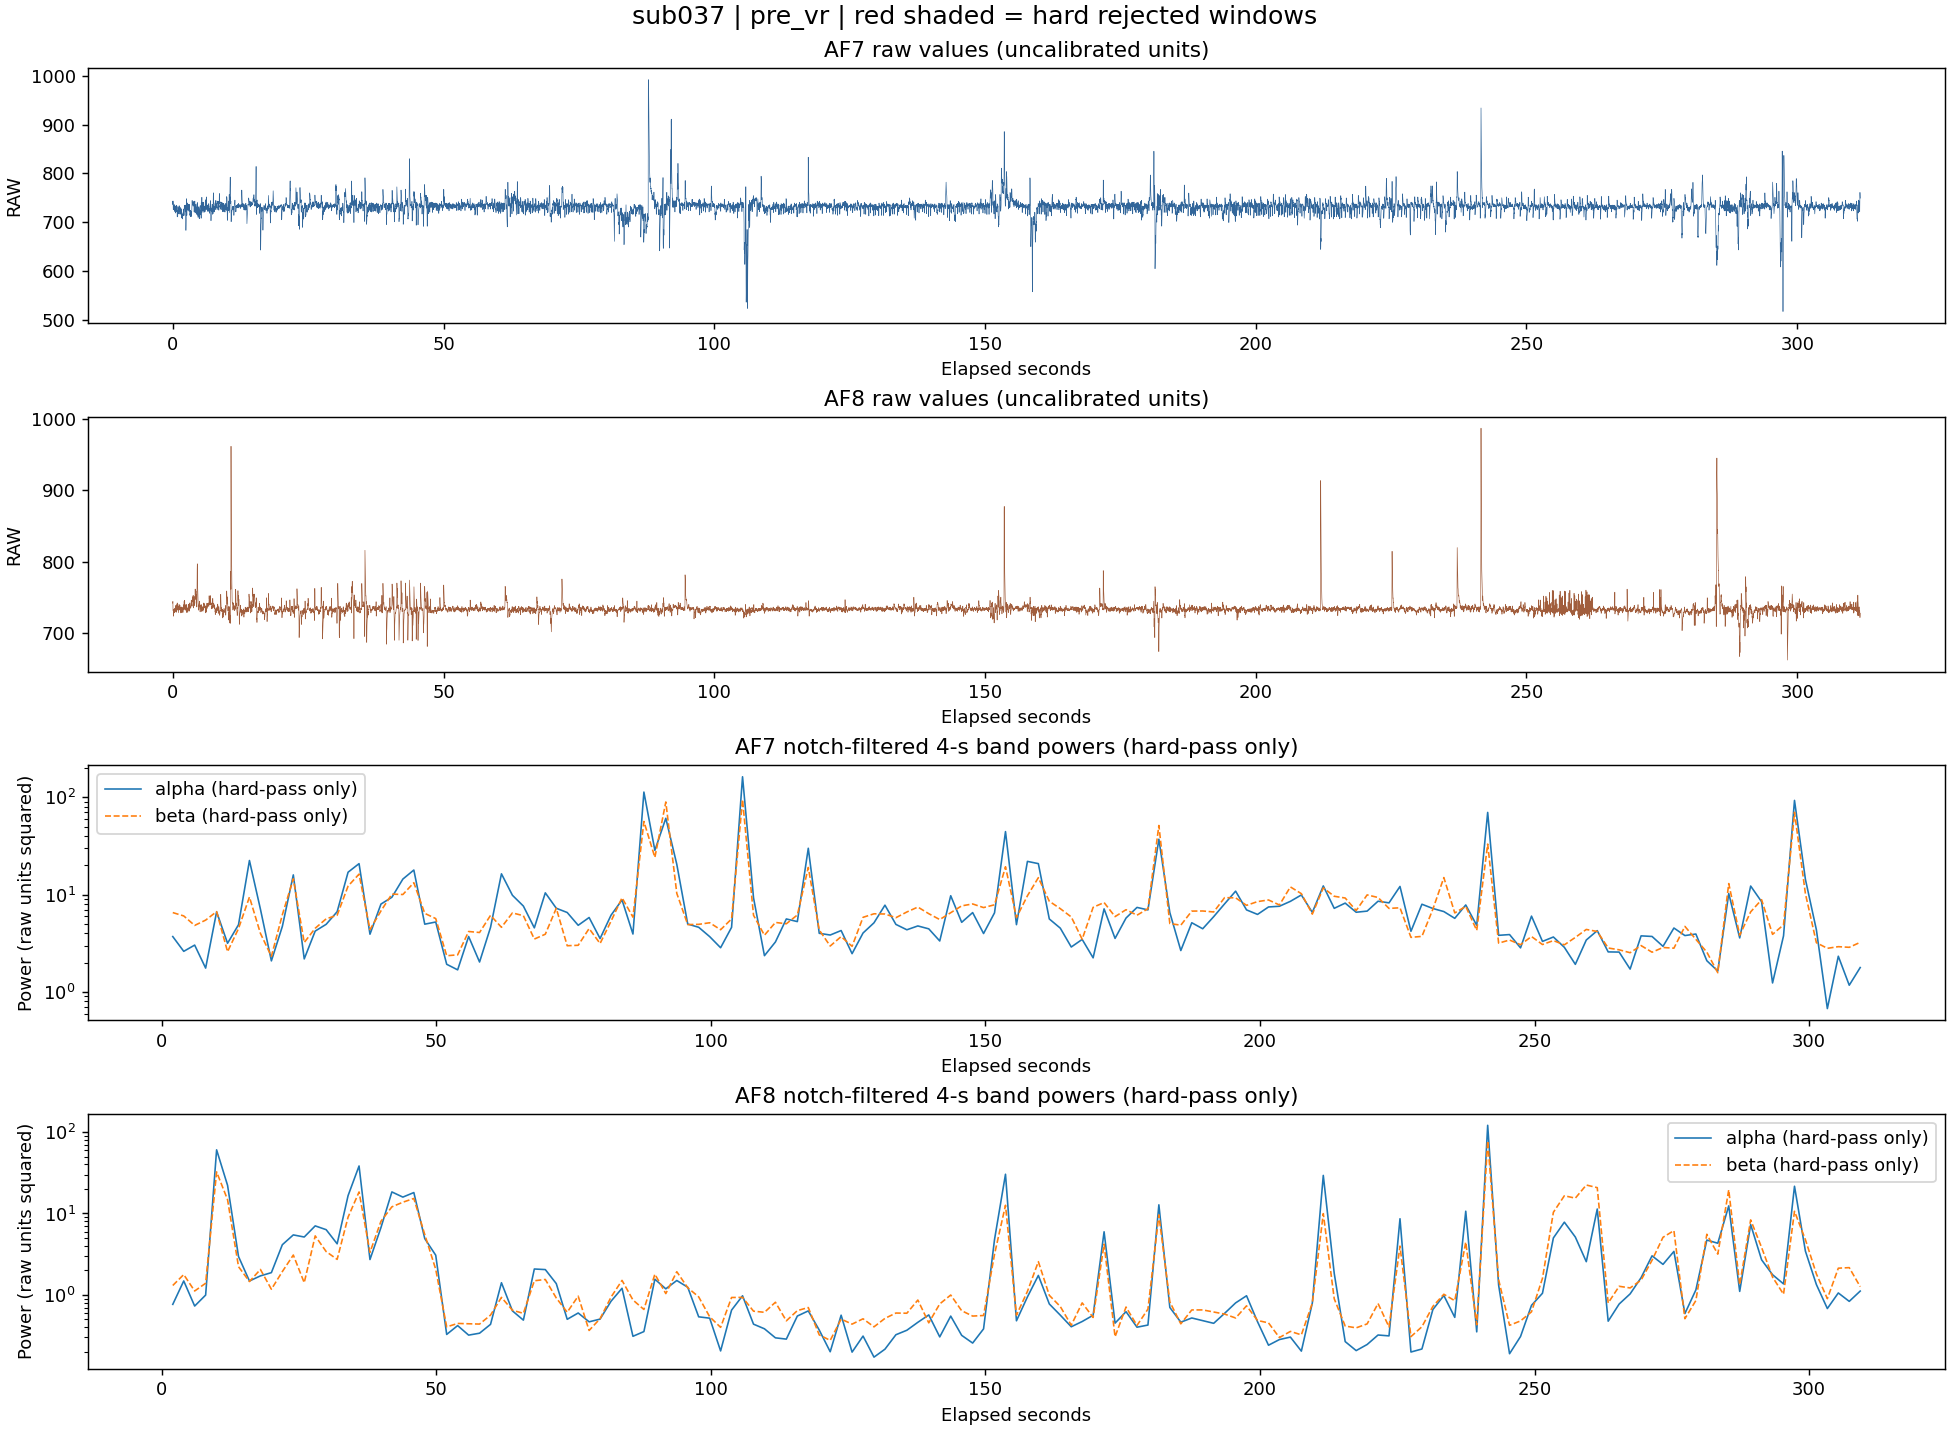 sub037 | pre_vr | red shaded = hard rejected windows
AF7 raw values (uncalibrated units)
RAW
1000
900
800
700
600
500
0 50 100 150 200 250 300
Elapsed seconds
AF8 raw values (uncalibrated units)
RAW
1000
900
800
700
0 50 100 150 200 250 300
Elapsed seconds
AF7 notch-filtered 4-s band powers (hard-pass only)
Power (raw units squared)
alpha (hard-pass only)
beta (hard-pass only)
10²
10¹
10⁰
0 50 100 150 200 250 300
Elapsed seconds
AF8 notch-filtered 4-s band powers (hard-pass only)
Power (raw units squared)
alpha (hard-pass only)
beta (hard-pass only)
10²
10¹
10⁰
0 50 100 150 200 250 300
Elapsed seconds